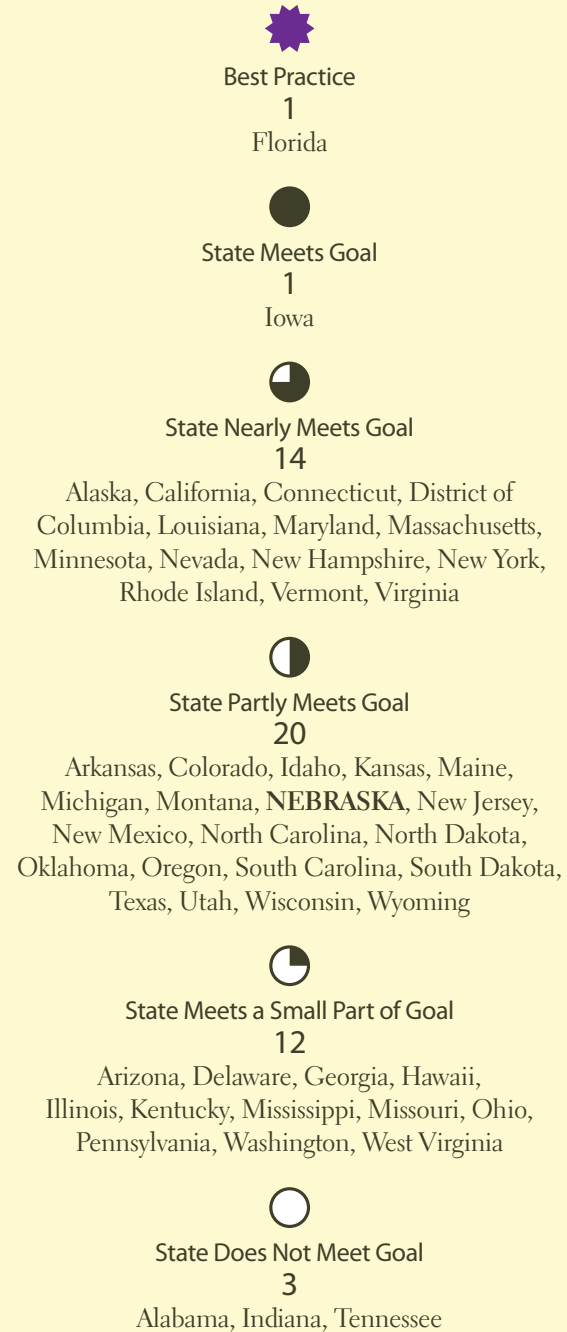 Best Practice
1
Florida
State Meets Goal
1
Iowa
State Nearly Meets Goal
14
Alaska, California, Connecticut, District of
Columbia, Louisiana, Maryland, Massachusetts,
Minnesota, Nevada, New Hampshire, New York,
Rhode Island, Vermont, Virginia
State Partly Meets Goal
20
Arkansas, Colorado, Idaho, Kansas, Maine,
Michigan, Montana, NEBRASKA, New Jersey,
New Mexico, North Carolina, North Dakota,
Oklahoma, Oregon, South Carolina, South Dakota,
Texas, Utah, Wisconsin, Wyoming
State Meets a Small Part of Goal
12
Arizona, Delaware, Georgia, Hawaii,
Illinois, Kentucky, Mississippi, Missouri, Ohio,
Pennsylvania, Washington, West Virginia
State Does Not Meet Goal
3
Alabama, Indiana, Tennessee